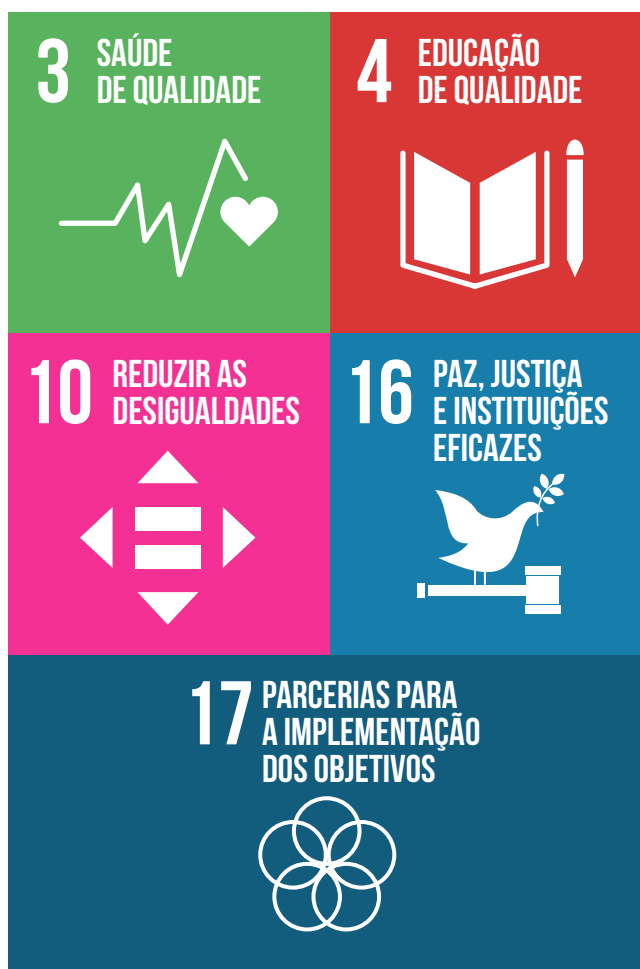 3 SAÚDE
DE QUALIDADE
4 EDUCAÇÃO
DE QUALIDADE
10 REDUZIR AS
DESIGUALDADES
16 PAZ, JUSTIÇA
E INSTITUIÇÕES
EFICAZES
17 PARCERIAS PARA
A IMPLEMENTAÇÃO
DOS OBJETIVOS